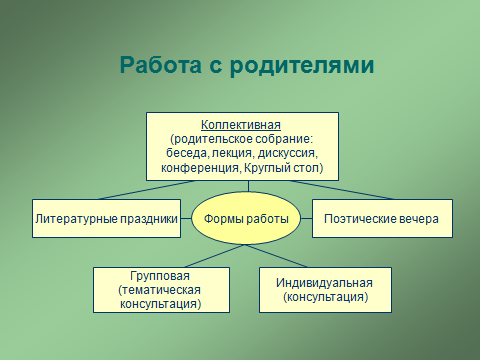 Работа с родителями
Коллективная
(родительское собрание:
беседа, лекция, дискуссия,
конференция, Круглый стол)
Литературные праздники
Формы работы
Поэтические вечера
Групповая
(тематическая
консультация)
Индивидуальная
(консультация)